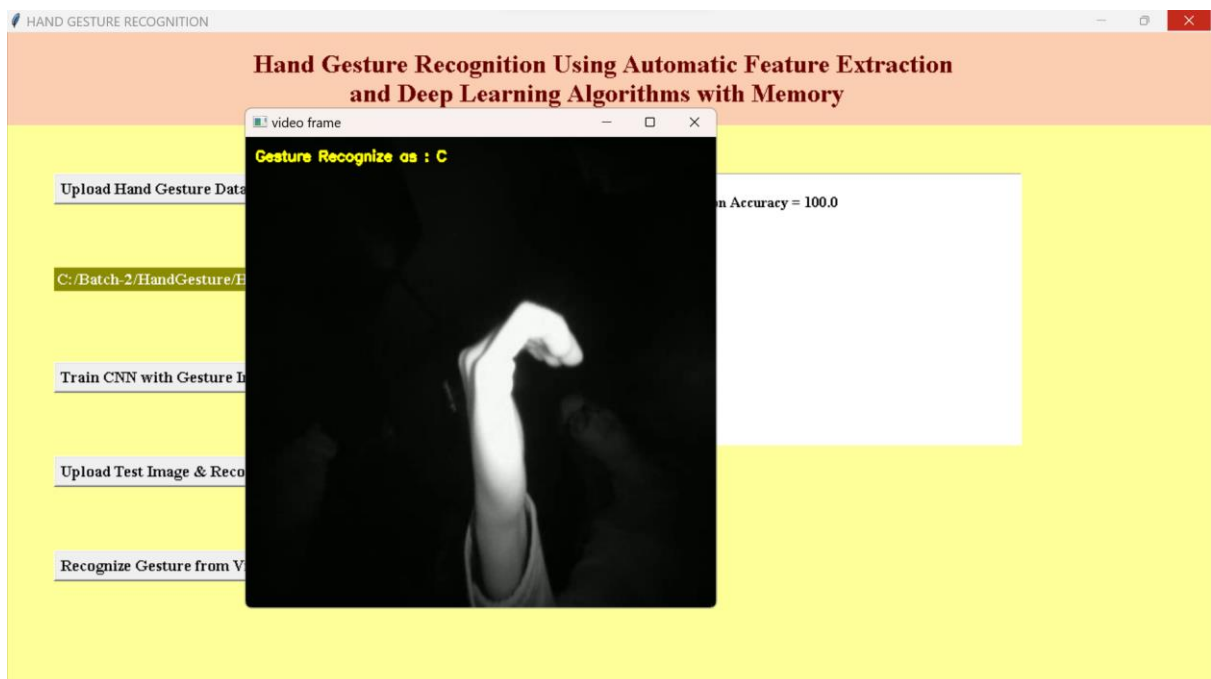 HAND GESTURE RECOGNITION
Hand Gesture Recognition Using Automatic Feature Extraction
and Deep Learning Algorithms with Memory
video frame
Gesture Recognize as : C
Upload Hand Gesture Data
Accuracy = 100.0
C:/Batch-2/HandGesture/
Train CNN with Gesture
Upload Test Image &
Recognize Gesture from